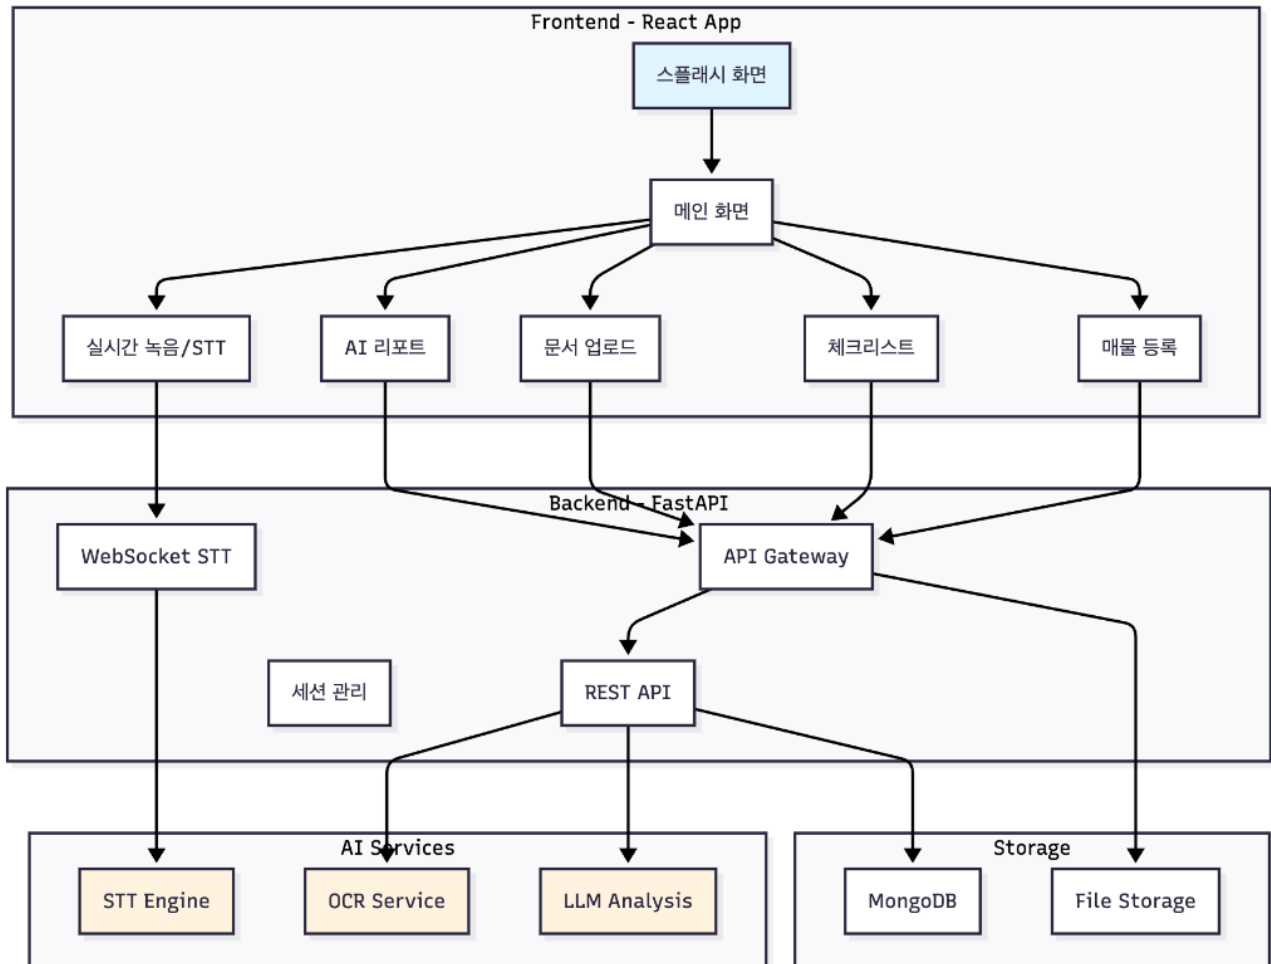 Frontend - React App
스플래시 화면
메인 화면
실시간 녹음/STT
AI 리포트
문서 업로드
체크리스트
매물 등록
Backend - FastAPI
WebSocket STT
API Gateway
세션 관리
REST API
AI Services
Storage
STT Engine
OCR Service
LLM Analysis
MongoDB
File Storage